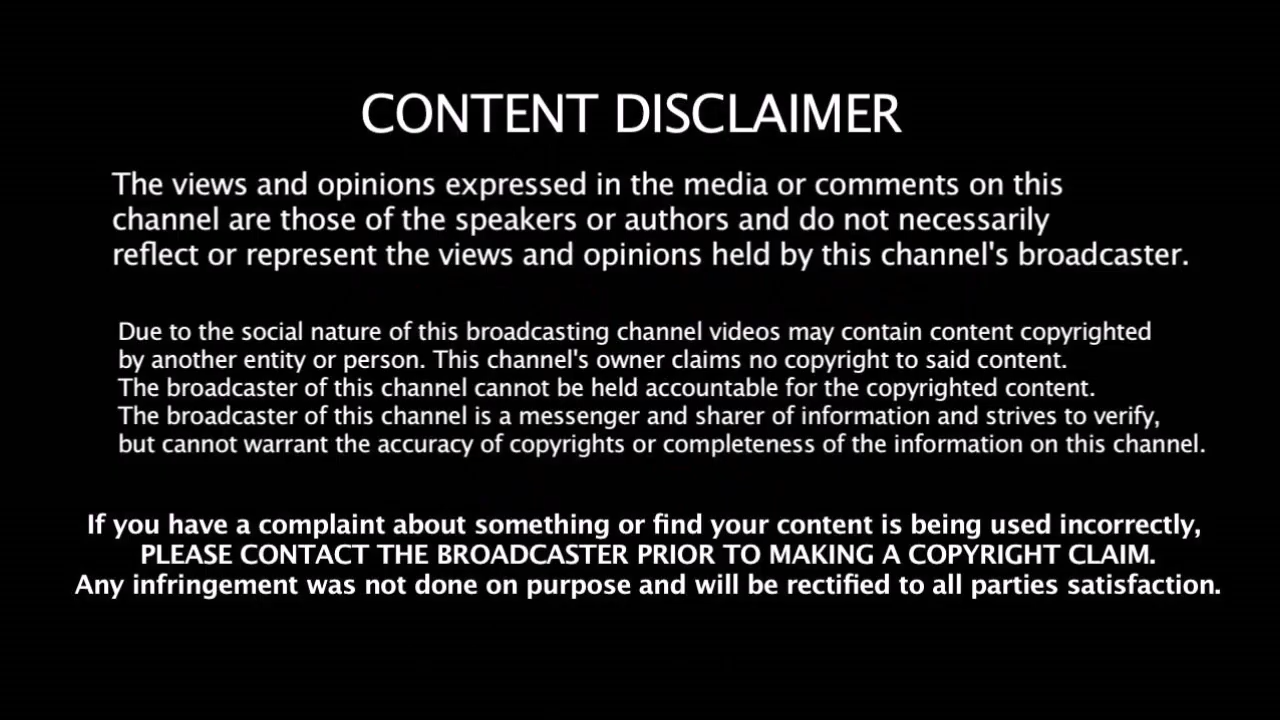 CONTENT DISCLAIMER
The views and opinions expressed in the media or comments on this
channel are those of the speakers or authors and do not necessarily
reflect or represent the views and opinions held by this channel's broadcaster.
Due to the social nature of this broadcasting channel videos may contain content copyrighted
by another entity or person. This channel's owner claims no copyright to said content.
The broadcaster of this channel cannot be held accountable for the copyrighted content.
The broadcaster of this channel is a messenger and sharer of information and strives to verify,
but cannot warrant the accuracy of copyrights or completeness of the information on this channel.
If you have a complaint about something or find your content is being used incorrectly,
PLEASE CONTACT THE BROADCASTER PRIOR TO MAKING A COPYRIGHT CLAIM.
Any infringement was not done on purpose and will be rectified to all parties satisfaction.